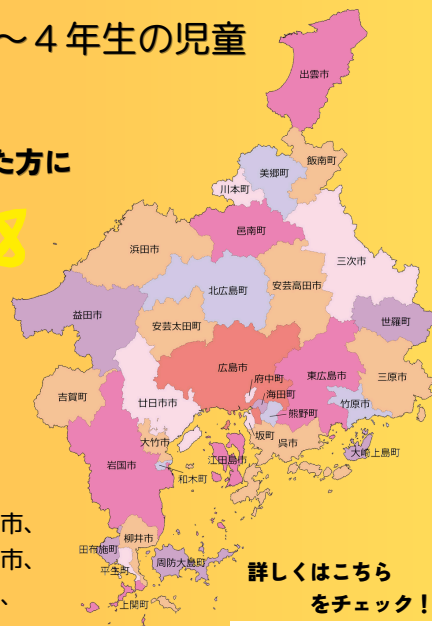 ～４年生の児童
た方に
出雲市
飯南町
美郷町
川本町
邑南町
浜田市
三次市
北広島町
安芸高田市
益田市
世羅町
安芸太田町
広島市
府中町
東広島市
三原市
吉賀町
廿日市市
海田町
竹原市
熊野町
大竹市
坂町
呉市
岩国市
江田島市
大崎上島町
和木町
市、
柳井市
田布施町
市、
平生町
周防大島町
詳しくはこちら
、
上関町
をチェック！